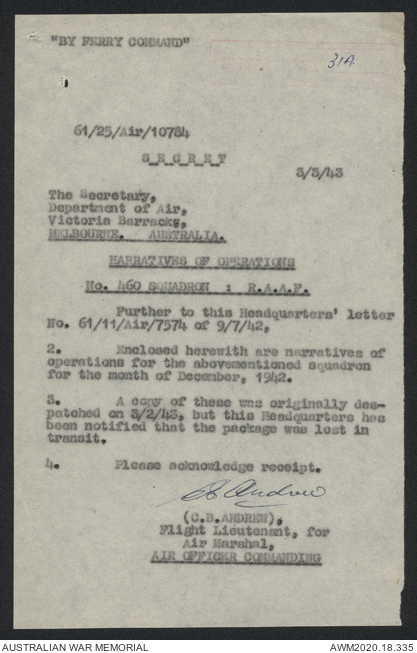 "BY FERRY COMMAND"
31A
61/25/Air/10784
SECRET
3/3/43
The Secretary,
Department of Air,
Victoria Barracks,
MELBOURNE. AUSTRALIA.
NARRATIVES OF OPERATIONS
No. 460 SQUADRON : R.A.A.F.
Further to this Headquarters' letter
No. 61/11/Air/7574 of 9/7/42,
2. Enclosed herewith are narratives of
operations for the abovementioned squadron
for the month of December, 1942.
3. A copy of these was originally des-
patched on 3/2/43, but this Headquarters has
been notified that the package was lost in
transit.
4. Please acknowledge receipt.
CB Andrew
(C.B.ANDREW),
Flight Lieutenant, for
Air Marshal,
AIR OFFICER COMMANDING
AUSTRALIAN WAR MEMORIAL
AWM2020.18.335